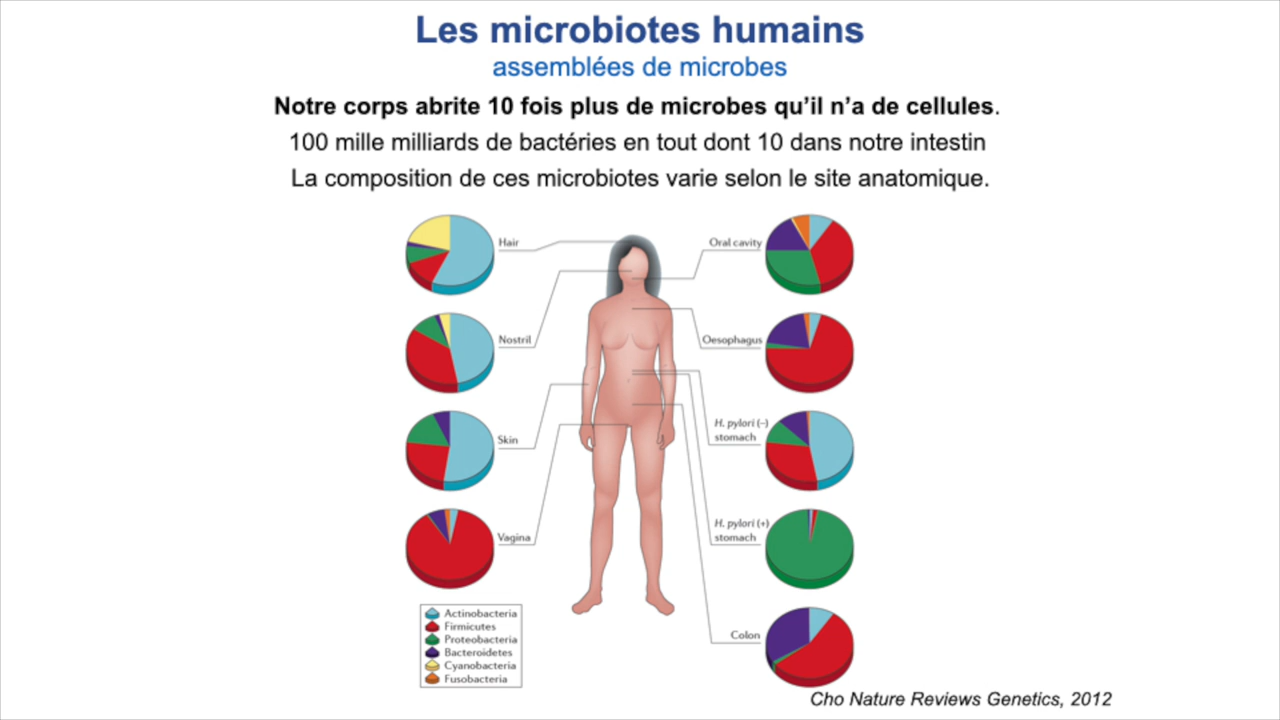 Les microbiotes humains
assemblées de microbes
Notre corps abrite 10 fois plus de microbes qu’il n’a de cellules.
100 mille milliards de bactéries en tout dont 10 dans notre intestin
La composition de ces microbiotes varie selon le site anatomique.
Hair
Oral cavity
Nostril
Oesophagus
Skin
H. pylori (–)
stomach
Vagina
H. pylori (+)
stomach
Colon
Actinobacteria
Firmicutes
Proteobacteria
Bacteroidetes
Cyanobacteria
Fusobacteria
Cho Nature Reviews Genetics, 2012